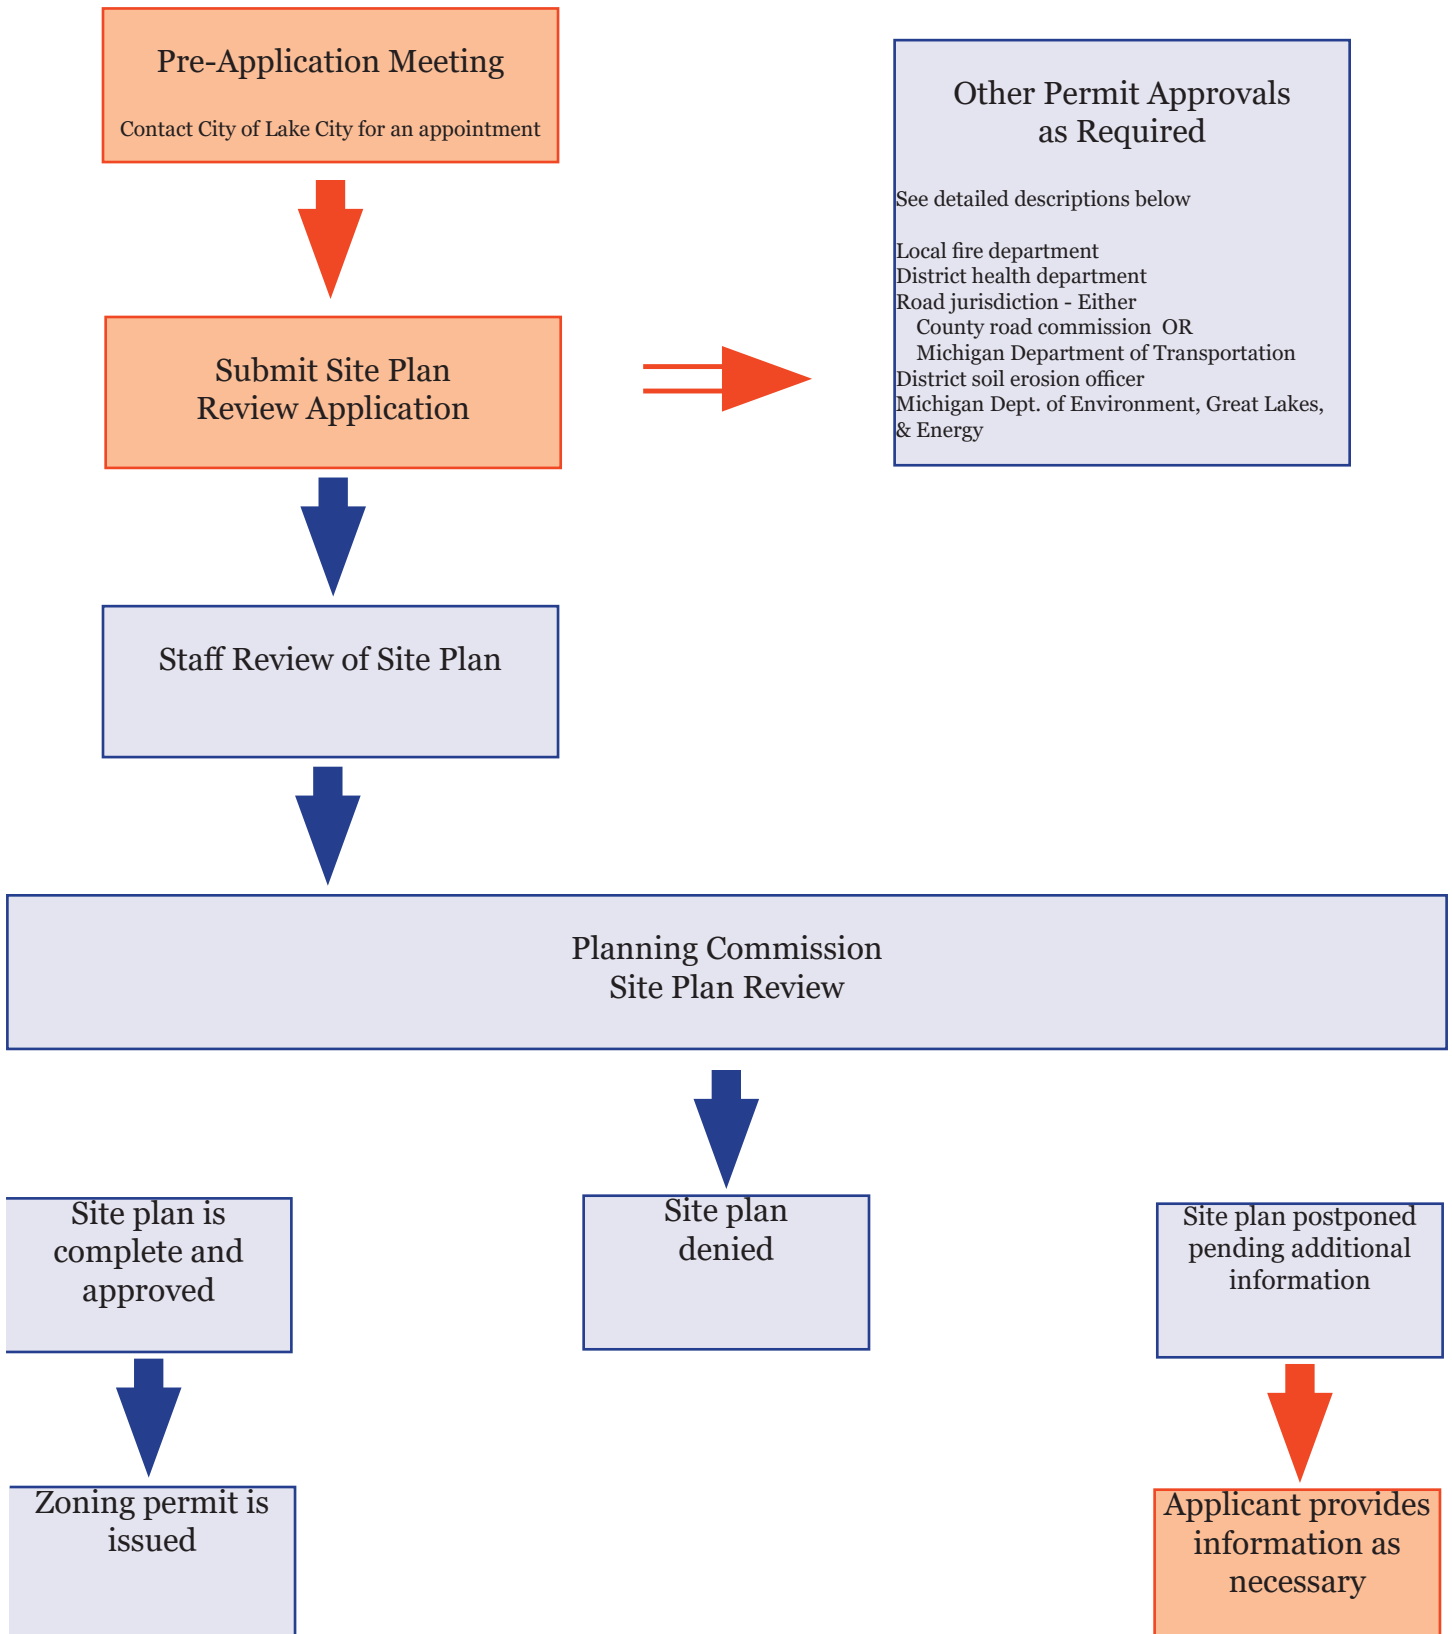 Pre-Application Meeting
Contact City of Lake City for an appointment
Other Permit Approvals
as Required
See detailed descriptions below
Local fire department
District health department
Road jurisdiction - Either
County road commission  OR
Michigan Department of Transportation
District soil erosion officer
Michigan Dept. of Environment, Great Lakes,
& Energy
Submit Site Plan
Review Application
Staff Review of Site Plan
Planning Commission
Site Plan Review
Site plan is
complete and
approved
Site plan
denied
Site plan postponed
pending additional
information
Zoning permit is
issued
Applicant provides
information as
necessary